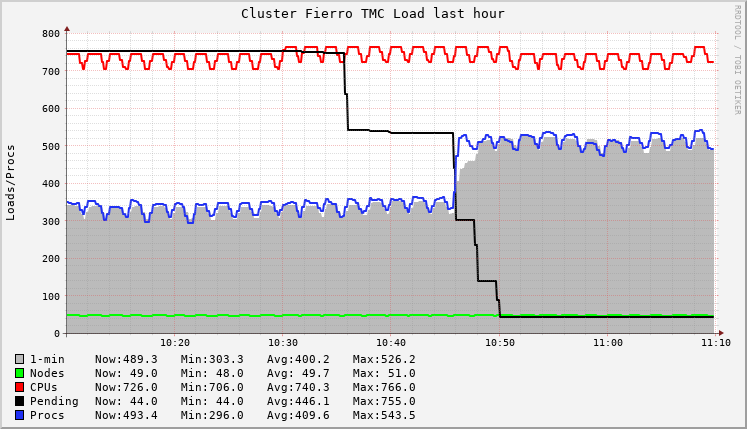 Cluster Fierro TMC Load last hour
RRDTOOL / TOBI OETIKER
Loads/Procs
800
700
600
500
400
300
200
100
0
10:20 10:30 10:40 10:50 11:00 11:10
1-min Now:489.3 Min:303.3 Avg:400.2 Max:526.2
Nodes Now: 49.0 Min: 48.0 Avg: 49.7 Max: 51.0
CPUs Now:726.0 Min:706.0 Avg:740.3 Max:766.0
Pending Now: 44.0 Min: 44.0 Avg:446.1 Max:755.0
Procs Now:493.4 Min:296.0 Avg:409.6 Max:543.5